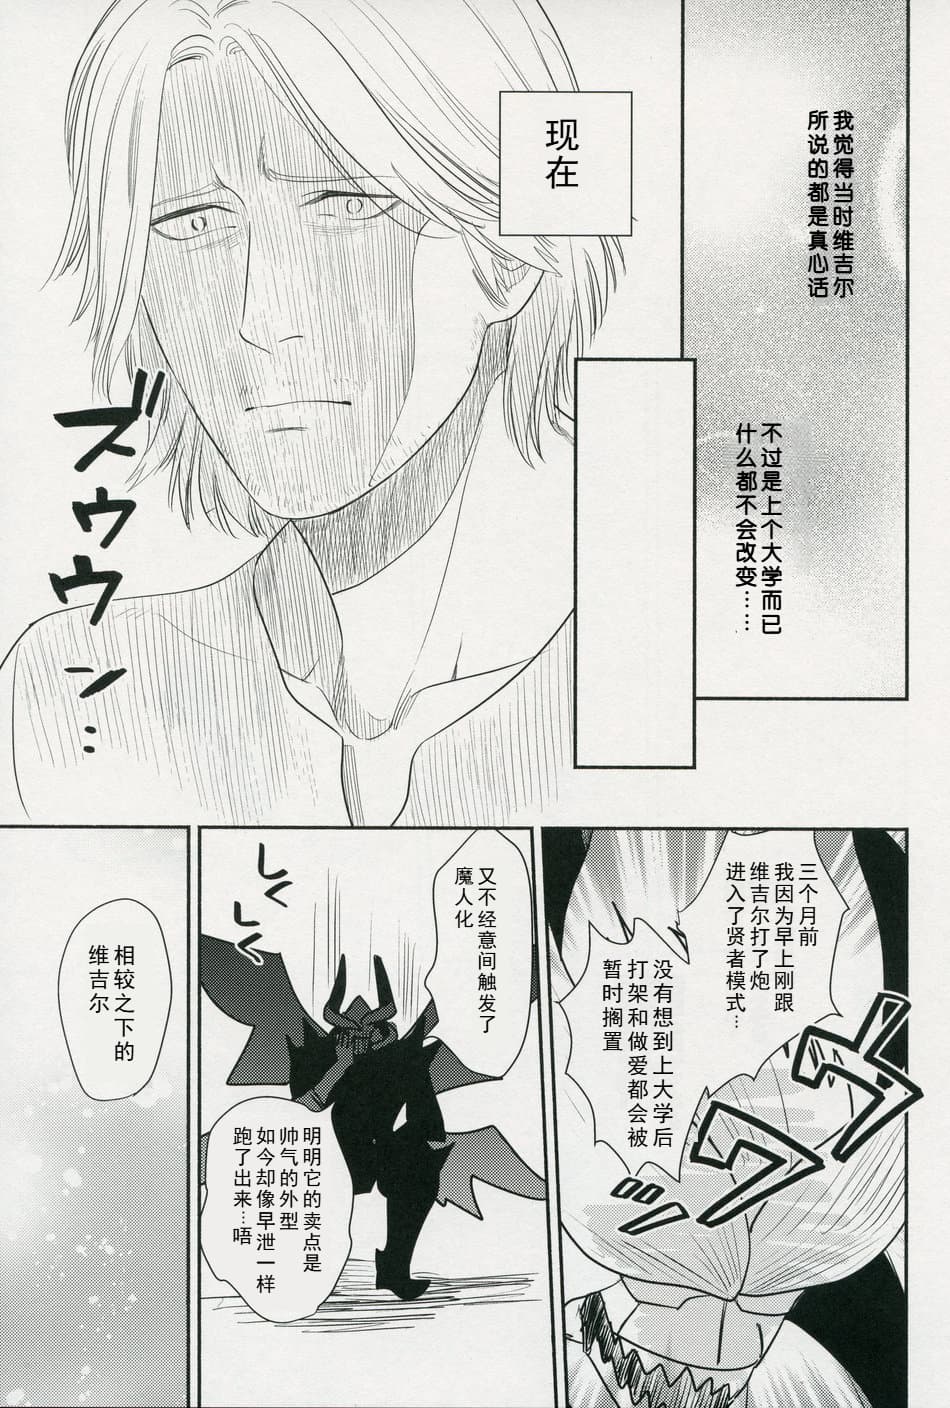 我觉得当时维吉尔
所说的都是真心话
不过是上个大学而已
什么都不会改变……
现
在
ズゥウン…
三个月前
我因为早上刚跟
维吉尔打了炮
进入了贤者模式…
没有想到上大学后
打架和做爱都会被
暂时搁置
又不经意间触发了
魔人化
明明它的卖点是
帅气的外型
如今却像早泄一样
跑了出来…唔
相较之下的
维吉尔